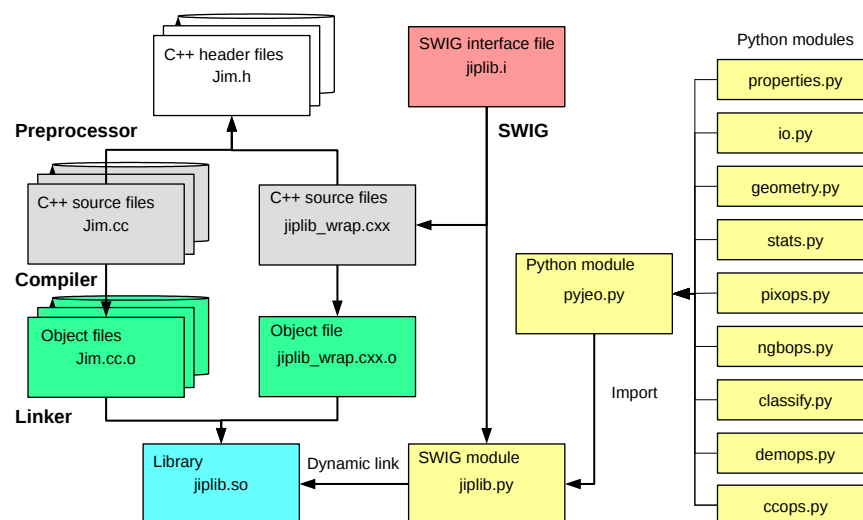 C++ header files
Jim.h
SWIG interface file
jiplib.i
Python modules
properties.py
Preprocessor
SWIG
io.py
C++ source files
Jim.cc
C++ source files
jiplib_wrap.cxx
geometry.py
stats.py
Compiler
Python module
pyjeo.py
pixops.py
Object files
Jim.cc.o
Object file
jiplib_wrap.cxx.o
ngbops.py
Import
classify.py
Linker
Library
jiplib.so
Dynamic link
SWIG module
jiplib.py
demops.py
ccops.py